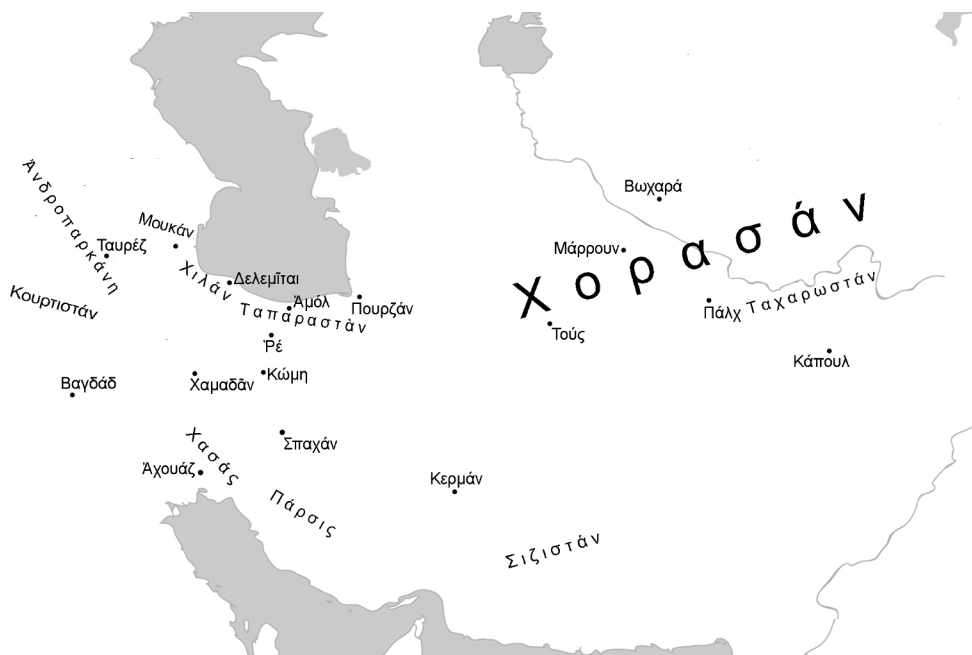 Ἀνδροπαρκάνη
Βωχαρά
Χορασάν
Μουκάν
Ταυρέζ
Μάρρουν
Χιλάν
Δελεμῖται
Κουρτιστάν
Ἀμόλ
Πουρζάν
Ταπαραστὰν
Πάλχ
Ταχαρωστάν
Τούς
Ῥέ
Κάπουλ
Βαγδάδ
Χαμαδᾶν
Κώμη
Σπαχάν
Χασάς
Ἀχουάζ
Κερμάν
Πάρσις
Σιζιστάν